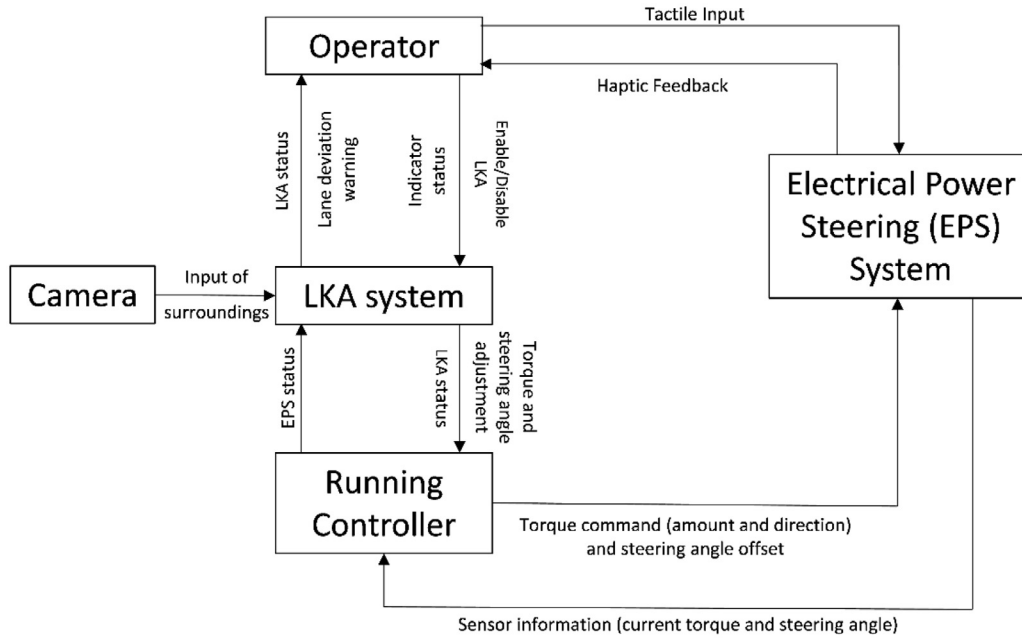 Tactile Input
Operator
Haptic Feedback
LKA status
Lane deviation
warning
Indicator
status
Enable/Disable
LKA
Electrical Power
Steering (EPS)
System
Camera
Input of
surroundings
LKA system
EPS status
LKA status
Torque and
steering angle
adjustment
Running
Controller
Torque command (amount and direction)
and steering angle offset
Sensor information (current torque and steering angle)